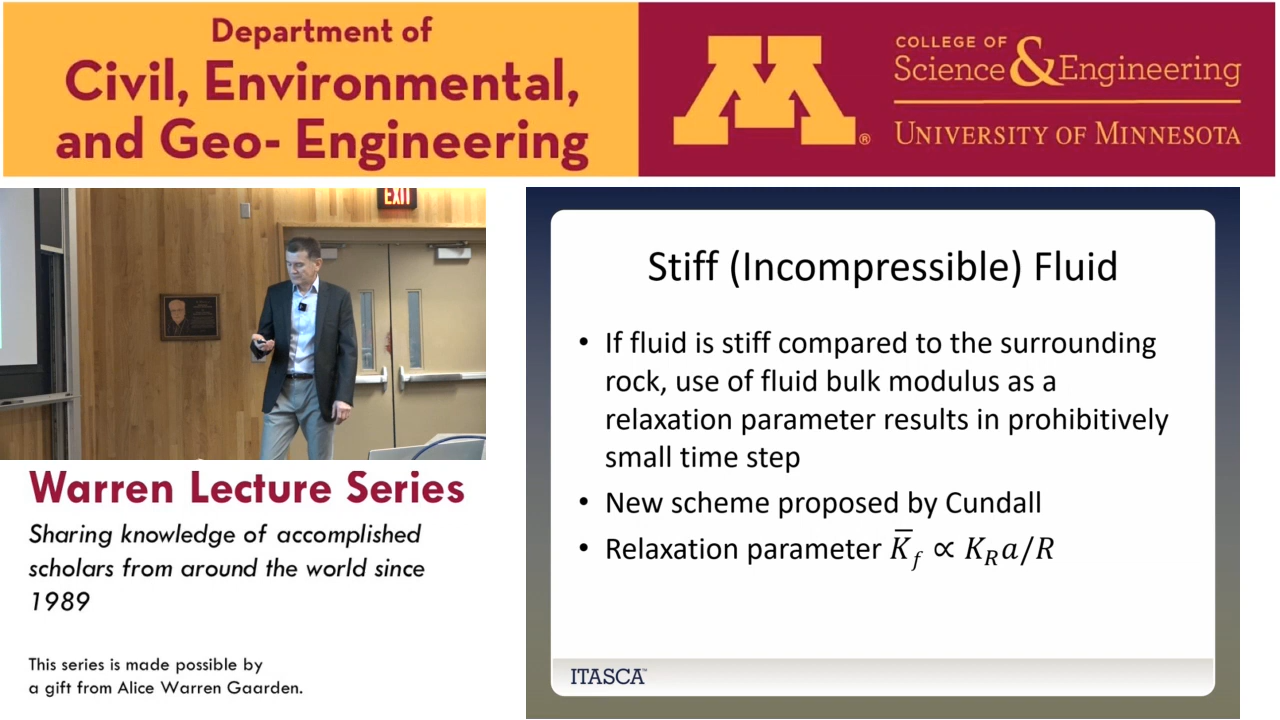 Department of
Civil, Environmental,
and Geo- Engineering
COLLEGE OF
Science & Engineering
UNIVERSITY OF MINNESOTA
M®
EXIT
Stiff (Incompressible) Fluid
• If fluid is stiff compared to the surrounding
rock, use of fluid bulk modulus as a
relaxation parameter results in prohibitively
small time step
• New scheme proposed by Cundall
• Relaxation parameter K̅_f ∝ K_R a/R
ITASCA™
Warren Lecture Series
Sharing knowledge of accomplished
scholars from around the world since
1989
This series is made possible by
a gift from Alice Warren Gaarden.